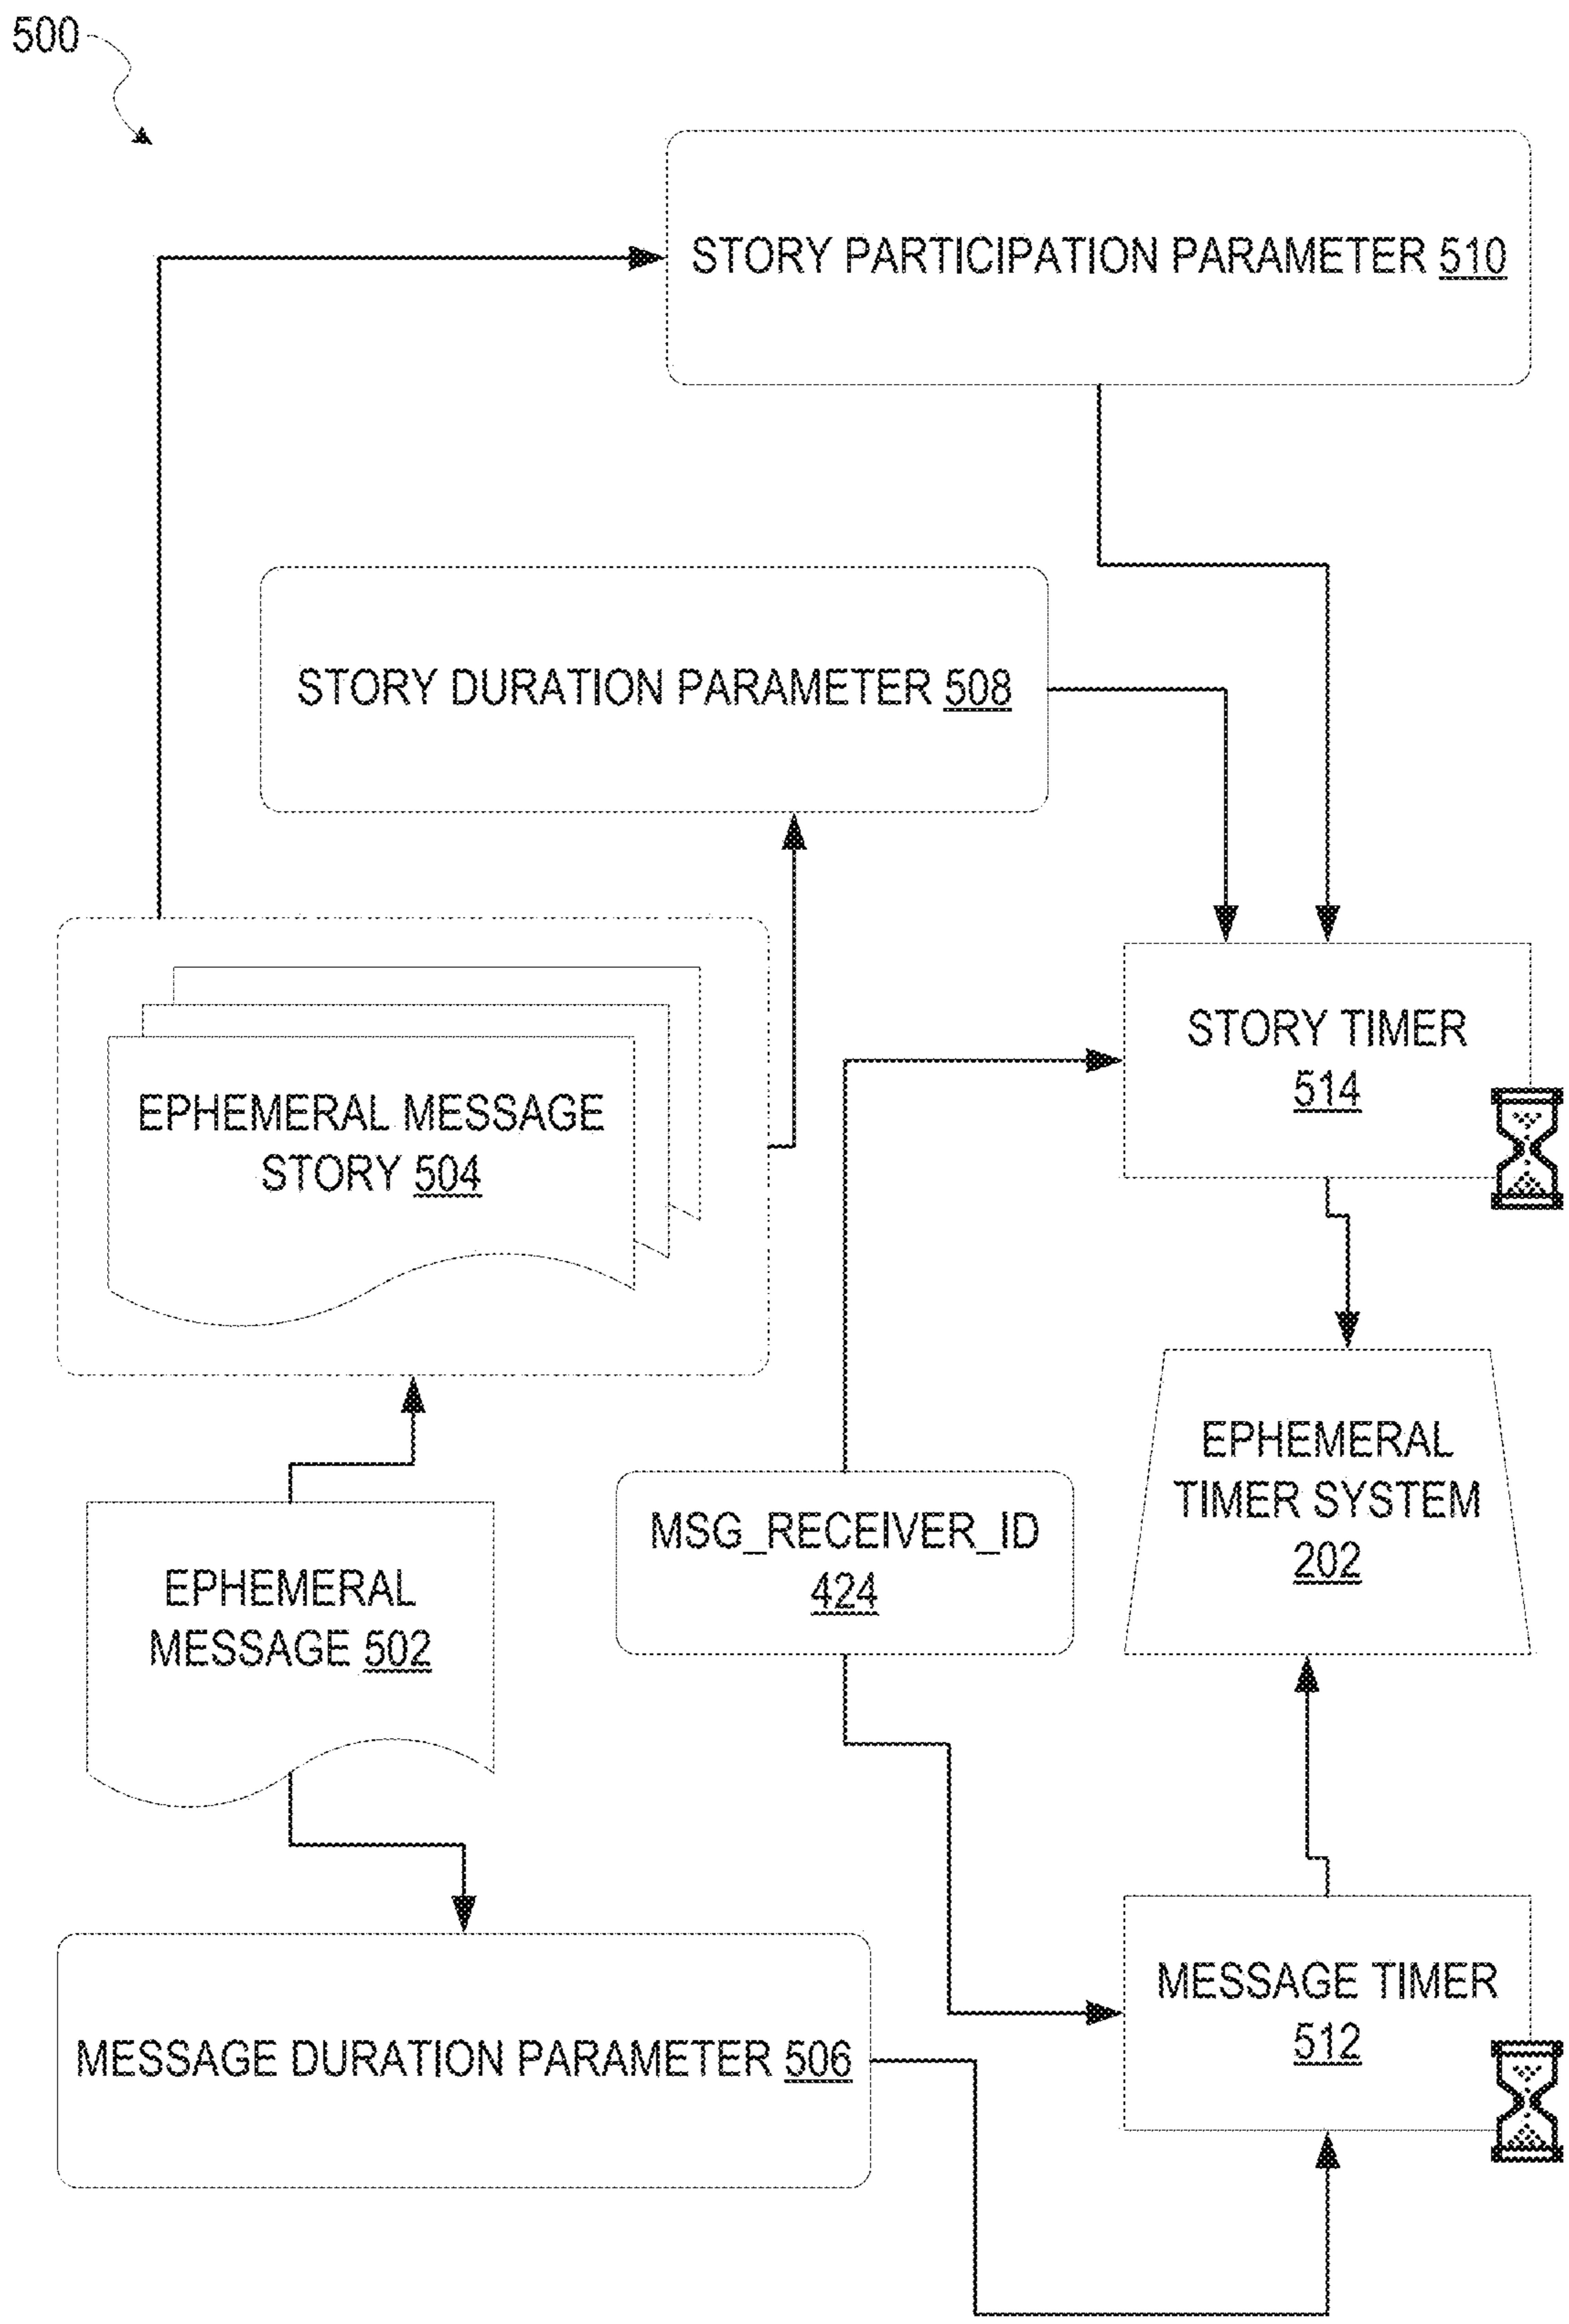 500
STORY PARTICIPATION PARAMETER 510
STORY DURATION PARAMETER 508
STORY TIMER
514
EPHEMERAL MESSAGE
STORY 504
EPHEMERAL
TIMER SYSTEM
202
MSG_RECEIVER_ID
424
EPHEMERAL
MESSAGE 502
MESSAGE TIMER
512
MESSAGE DURATION PARAMETER 506